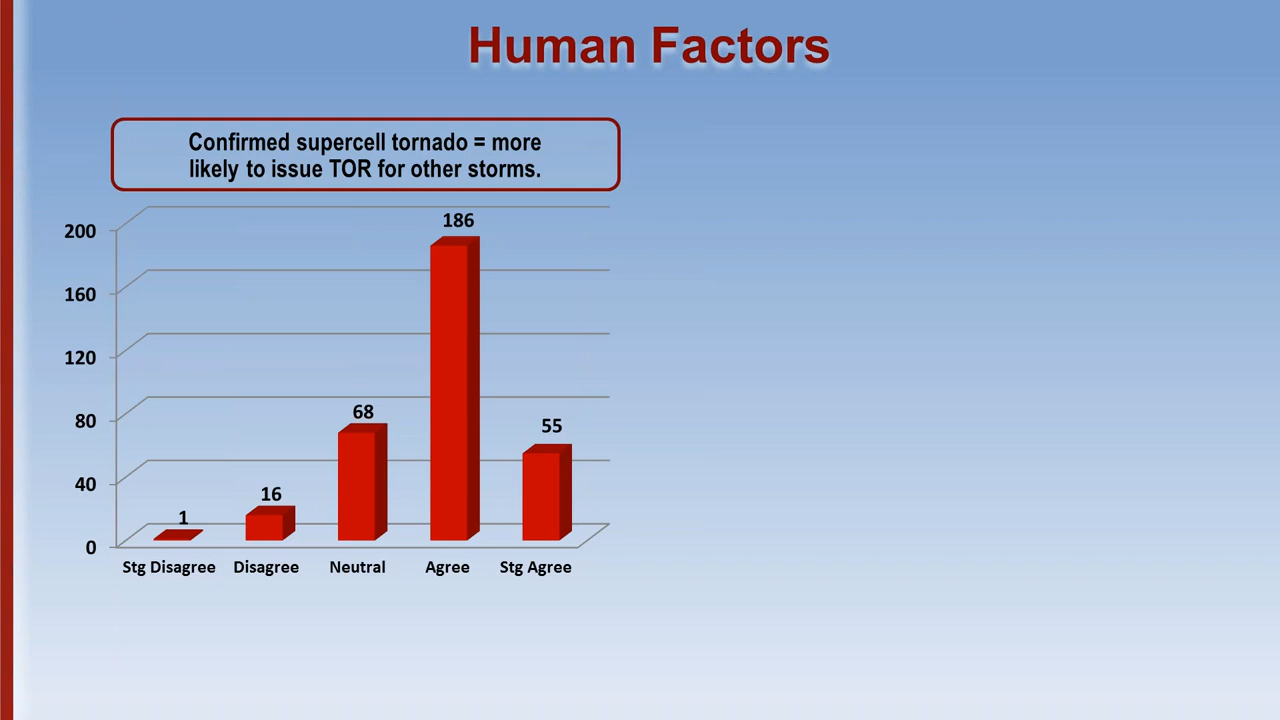 Human Factors
Confirmed supercell tornado = more
likely to issue TOR for other storms.
200
160
120
80
40
0
1
16
68
186
55
Stg Disagree
Disagree
Neutral
Agree
Stg Agree